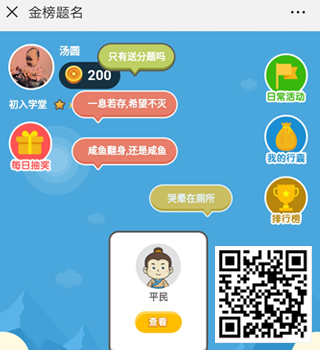 金榜题名
汤圆
只有送分题吗
200
初入学堂
一息若存,希望不灭
日常活动
每日抽奖
咸鱼翻身,还是咸鱼
我的行囊
哭晕在厕所
排行榜
平民
查看